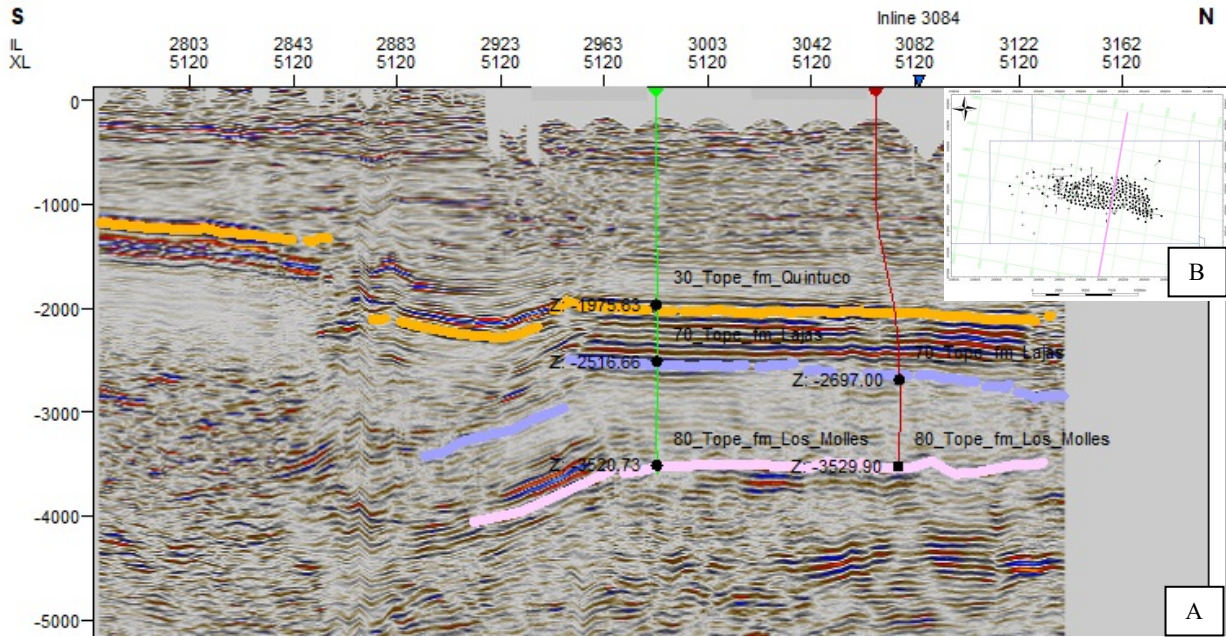 S
Inline 3084
N
IL 2803 2843 2883 2923 2963 3003 3042 3082 3122 3162
XL 5120 5120 5120 5120 5120 5120 5120 5120 5120 5120
0
-1000
-2000
-3000
-4000
-5000
30_Tope_fm_Quintuco
Z: -1975.63
70_Tope_fm_Lajas
Z: -2516.66
70_Tope_fm_Lajas
Z: -2697.00
80_Tope_fm_Los_Molles
80_Tope_fm_Los_Molles
Z: -3520.73
Z: -3529.90
B
A